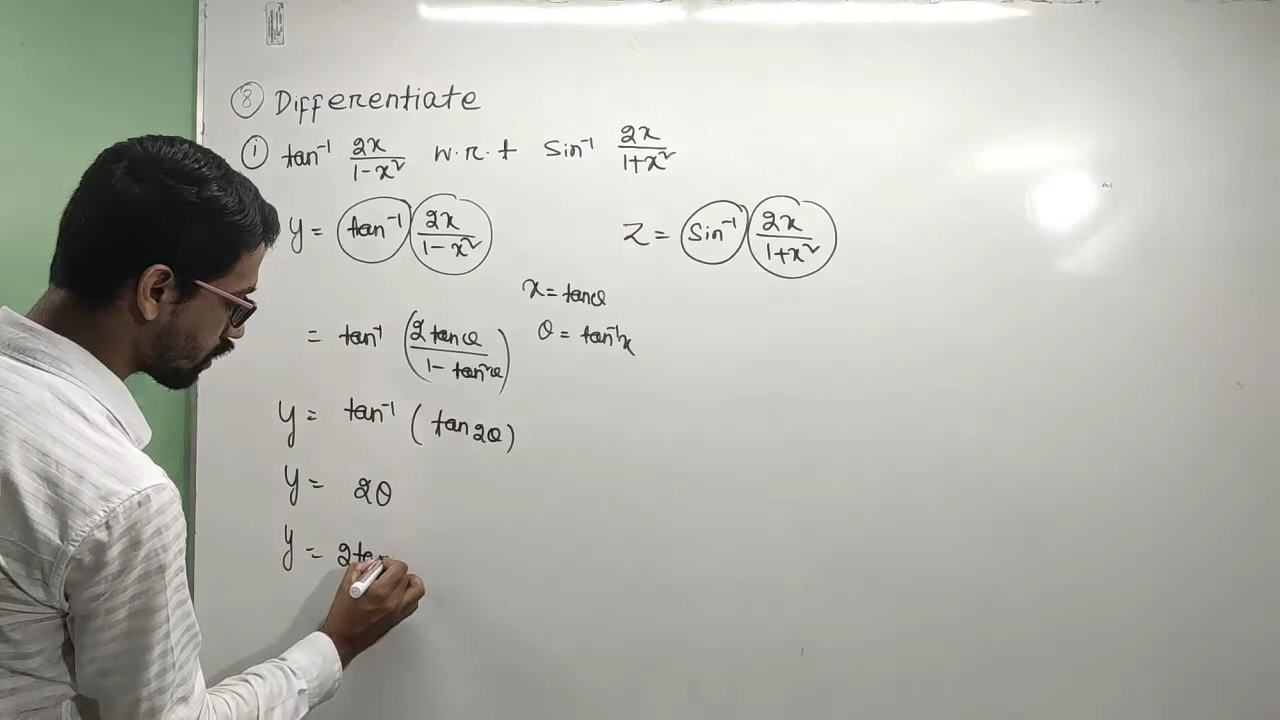 ⑧ Differentiate
① tan⁻¹ 2x/1-x² w.r.t Sin⁻¹ 2x/1+x²
y = tan⁻¹ 2x/1-x² Z = Sin⁻¹ 2x/1+x²
x = tanθ
= tan⁻¹ (2tanθ/1-tan²θ) θ = tan⁻¹x
y = tan⁻¹ (tan2θ)
y = 2θ
y = 2tan